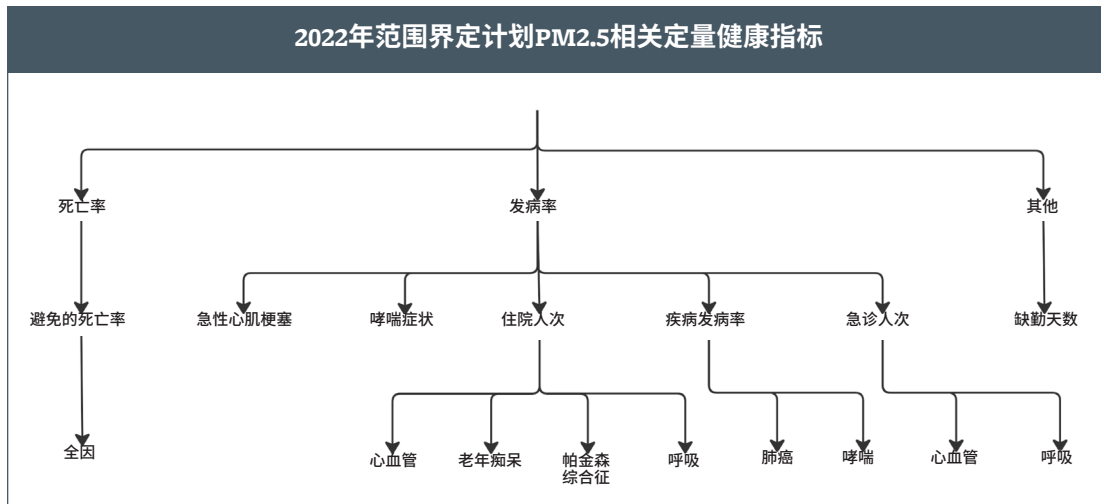 2022年范围界定计划PM2.5相关定量健康指标
死亡率
发病率
其他
避免的死亡率
急性心肌梗塞
哮喘症状
住院人次
疾病发病率
急诊人次
缺勤天数
全因
心血管
老年痴呆
帕金森
综合征
呼吸
肺癌
哮喘
心血管
呼吸